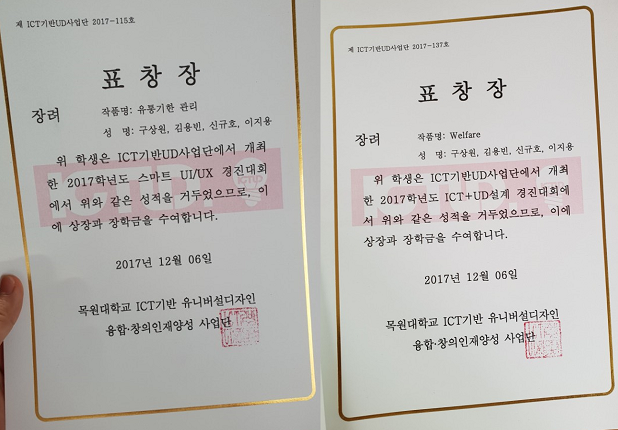 제 ICT기반UD사업단 2017-115호
표 창 장
장려
작품명: 유통기한 관리
성 명: 구상원, 김용빈, 신규호, 이지용
위 학생은 ICT기반UD사업단에서 개최
한 2017학년도 스마트 UI/UX 경진대회
에서 위와 같은 성적을 거두었으므로, 이
에 상장과 장학금을 수여합니다.
2017년 12월 06일
목원대학교 ICT기반 유니버설디자인
융합·창의인재양성 사업단
제 ICT기반UD사업단 2017-137호
표 창 장
장려
작품명: Welfare
성 명: 구상원, 김용빈, 신규호, 이지용
위 학생은 ICT기반UD사업단에서 개최
한 2017학년도 ICT+UD설계 경진대회에
서 위와 같은 성적을 거두었으므로, 이에
상장과 장학금을 수여합니다.
2017년 12월 06일
목원대학교 ICT기반 유니버설디자인
융합·창의인재양성 사업단